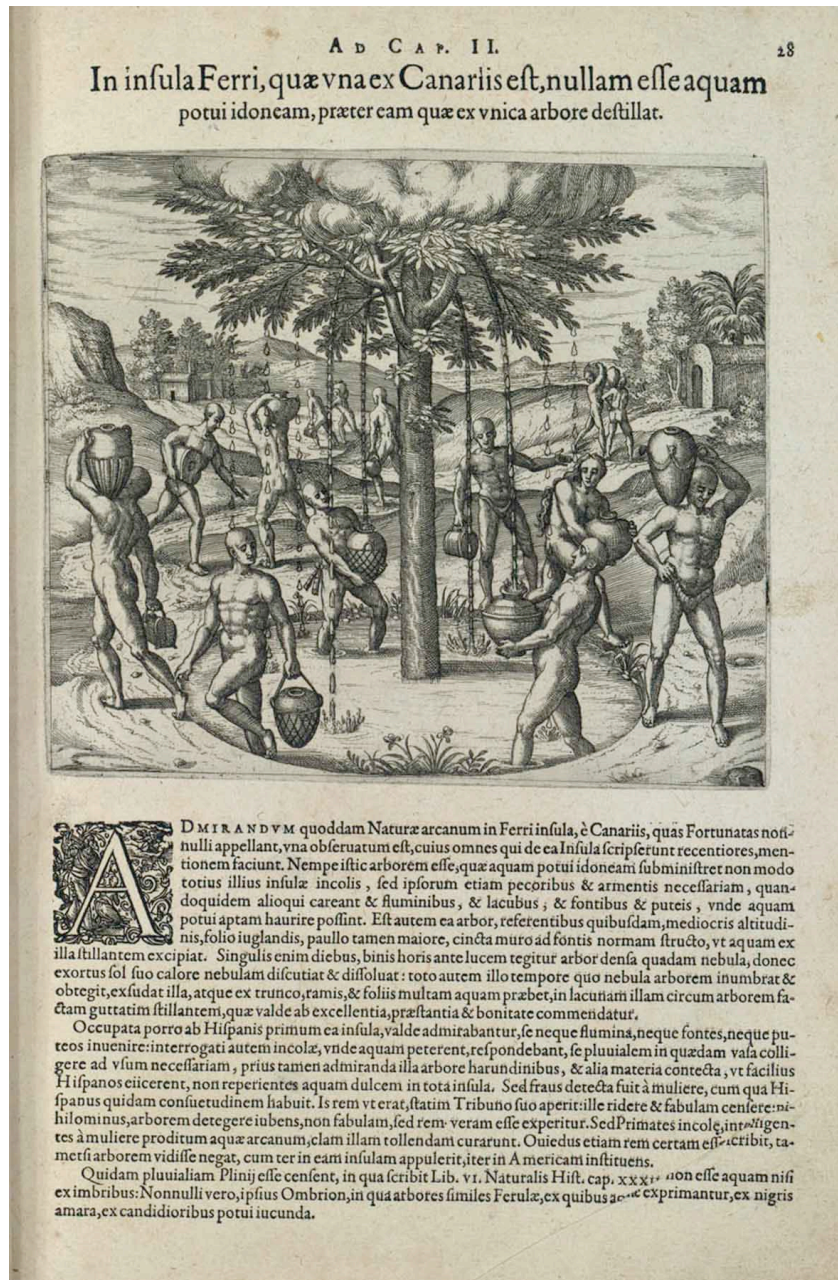 AD CAP. II.
28
In inſula Ferri, quæ vna ex Canariis eſt, nullam eſſe aquam
potui idoneam, præter eam quæ ex vnica arbore deſtillat.
ADMIRANDVM quoddam Naturæ arcanum in Ferri inſula, è Canariis, quas Fortunatas non-
nulli appellant, vna obſeruatum eſt, cuius omnes qui de ea Inſula ſcripſerunt recentiores, men-
tionem faciunt. Nempe iſtic arborem eſſe, quæ aquam potui idoneam ſubminiſtret non modo
totius illius inſulæ incolis, ſed ipſorum etiam pecoribus & armentis neceſſariam, quan-
doquidem alioqui careant & fluminibus, & lacubus, & fontibus & puteis, vnde aquam
potui aptam haurire poſſint. Eſt autem ea arbor, referentibus quibuſdam, mediocris altitudi-
nis, folio iuglandis, paullo tamen maiore, cincta muro ad fontis normam ſtructo, vt aquam ex
illa ſtillantem excipiat. Singulis enim diebus, binis horis ante lucem tegitur arbor denſa quadam nebula, donec
exortus ſol ſuo calore nebulam diſcutiat & diſſoluat: toto autem illo tempore quo nebula arborem inumbrat &
obtegit, exſudat illa, atque ex trunco, ramis, & foliis multam aquam præbet, in lacunam illam circum arborem fa-
ctam guttatim ſtillantem, quæ valde ab excellentia, præſtantia & bonitate commendatur.
Occupata porro ab Hiſpanis primum ea inſula, valde admirabantur, ſe neque flumina, neque fontes, neque pu-
teos inuenire: interrogati autem incolæ, vnde aquam peterent, reſpondebant, ſe pluuialem in quædam vaſa colli-
gere ad vſum neceſſariam, prius tamen admiranda illa arbore harundinibus, & alia materia contecta, vt facilius
Hiſpanos eiicerent, non reperientes aquam dulcem in tota inſula. Sed fraus detecta fuit à muliere, cum qua Hi-
ſpanus quidam conſuetudinem habuit. Is rem vt erat, ſtatim Tribuno ſuo aperit: ille ridere & fabulam cenſere: ni-
hilominus, arborem detegere iubens, non fabulam, ſed rem veram eſſe experitur. Sed Primates incolę, intelligen-
tes à muliere proditum aquæ arcanum, clam illam tollendam curarunt. Ouiedus etiam rem certam eſſe ſcribit, ta-
metſi arborem vidiſſe negat, cum ter in eam inſulam appulerit, iter in Americam inſtituens.
Quidam pluuialiam Plinij eſſe cenſent, in qua ſcribit Lib. VI. Naturalis Hiſt. cap. non eſſe aquam niſi
ex imbribus: Nonnulli vero, ipſius Ombrion, in qua arbores ſimiles Ferulæ, ex quibus exprimantur, ex nigris
amara, ex candidioribus potui iucunda.